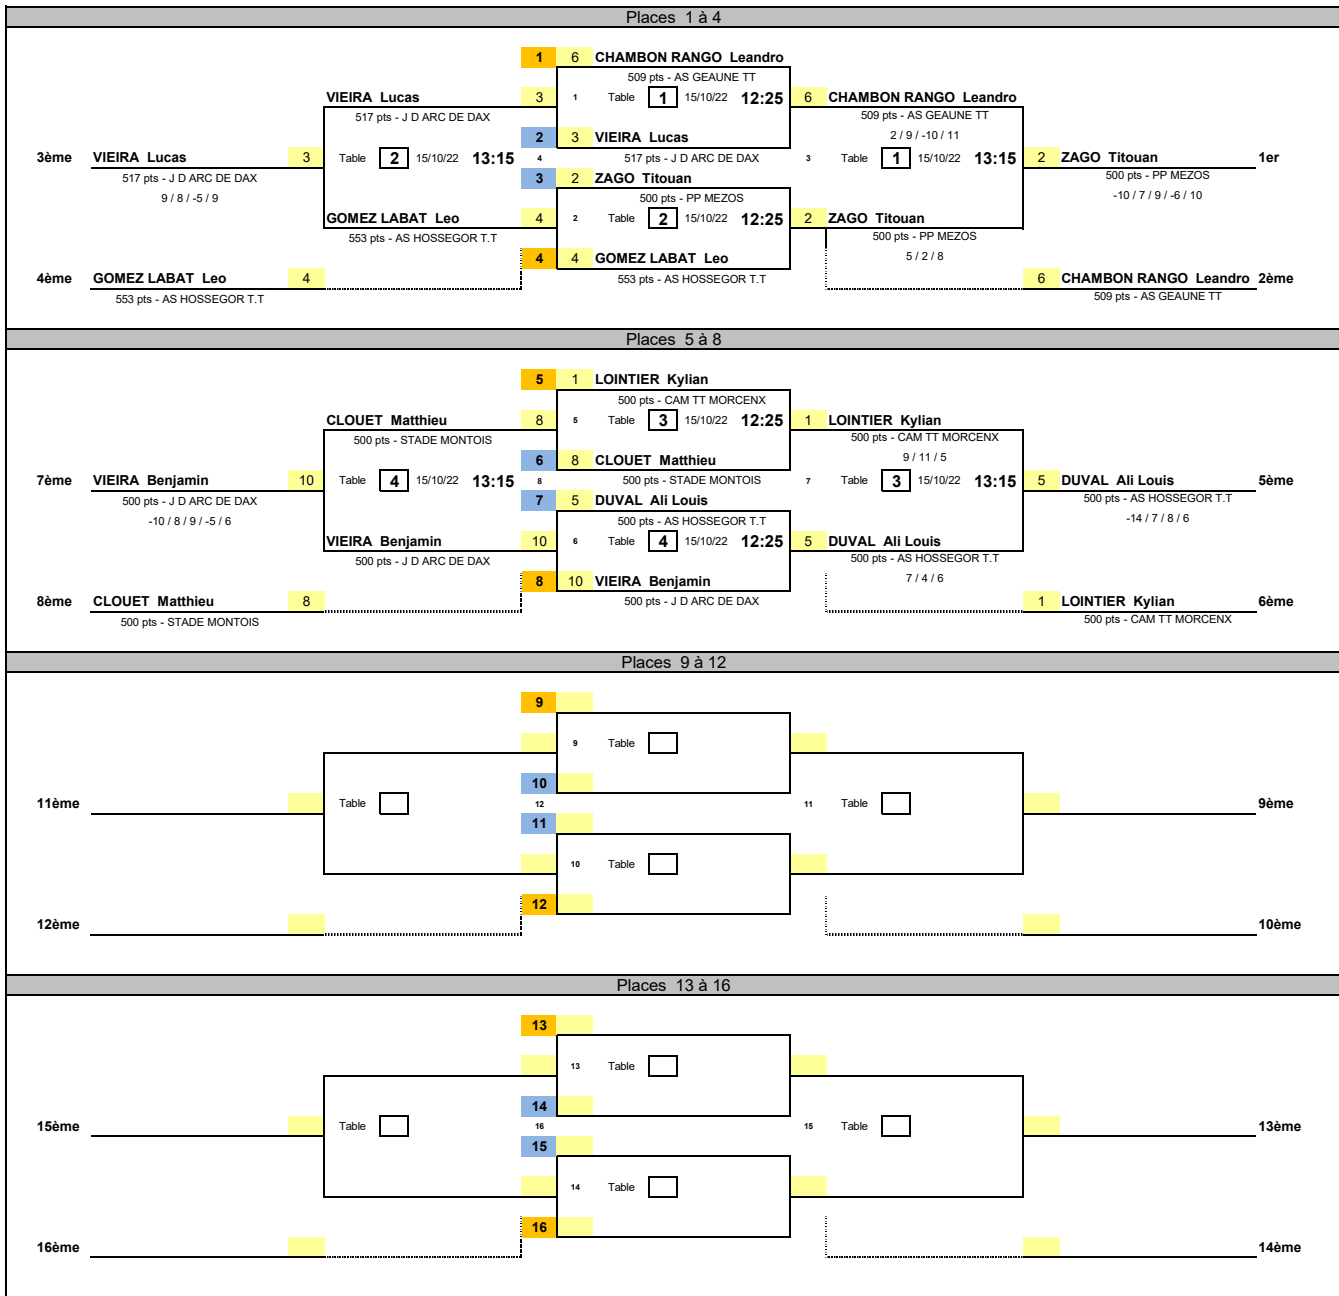 Places 1 à 4
1 6 CHAMBON RANGO Leandro
509 pts - AS GEAUNE TT
VIEIRA Lucas 3 1 Table 1 15/10/22 12:25 6 CHAMBON RANGO Leandro
517 pts - J D ARC DE DAX 509 pts - AS GEAUNE TT
2 3 VIEIRA Lucas 2 / 9 / -10 / 11
3ème VIEIRA Lucas 3 Table 2 15/10/22 13:15 4 517 pts - J D ARC DE DAX 3 Table 1 15/10/22 13:15 2 ZAGO Titouan 1er
517 pts - J D ARC DE DAX 3 2 ZAGO Titouan 500 pts - PP MEZOS
9 / 8 / -5 / 9 500 pts - PP MEZOS -10 / 7 / 9 / -6 / 10
GOMEZ LABAT Leo 4 2 Table 2 15/10/22 12:25 2 ZAGO Titouan
553 pts - AS HOSSEGOR T.T 500 pts - PP MEZOS
4 4 GOMEZ LABAT Leo 5 / 2 / 8
4ème GOMEZ LABAT Leo 4 553 pts - AS HOSSEGOR T.T 6 CHAMBON RANGO Leandro 2ème
553 pts - AS HOSSEGOR T.T 509 pts - AS GEAUNE TT
Places 5 à 8
5 1 LOINTIER Kylian
500 pts - CAM TT MORCENX
CLOUET Matthieu 8 5 Table 3 15/10/22 12:25 1 LOINTIER Kylian
500 pts - STADE MONTOIS 500 pts - CAM TT MORCENX
6 8 CLOUET Matthieu 9 / 11 / 5
7ème VIEIRA Benjamin 10 Table 4 15/10/22 13:15 8 500 pts - STADE MONTOIS 7 Table 3 15/10/22 13:15 5 DUVAL Ali Louis 5ème
500 pts - J D ARC DE DAX 7 5 DUVAL Ali Louis 500 pts - AS HOSSEGOR T.T
-10 / 8 / 9 / -5 / 6 500 pts - AS HOSSEGOR T.T -14 / 7 / 8 / 6
VIEIRA Benjamin 10 6 Table 4 15/10/22 12:25 5 DUVAL Ali Louis
500 pts - J D ARC DE DAX 500 pts - AS HOSSEGOR T.T
8 10 VIEIRA Benjamin 7 / 4 / 6
8ème CLOUET Matthieu 8 500 pts - J D ARC DE DAX 1 LOINTIER Kylian 6ème
500 pts - STADE MONTOIS 500 pts - CAM TT MORCENX
Places 9 à 12
9
9 Table
10
11ème Table 12 11 Table 9ème
11
10 Table
12
12ème 10ème
Places 13 à 16
13
13 Table
14
15ème Table 16 15 Table 13ème
15
14 Table
16
16ème 14ème